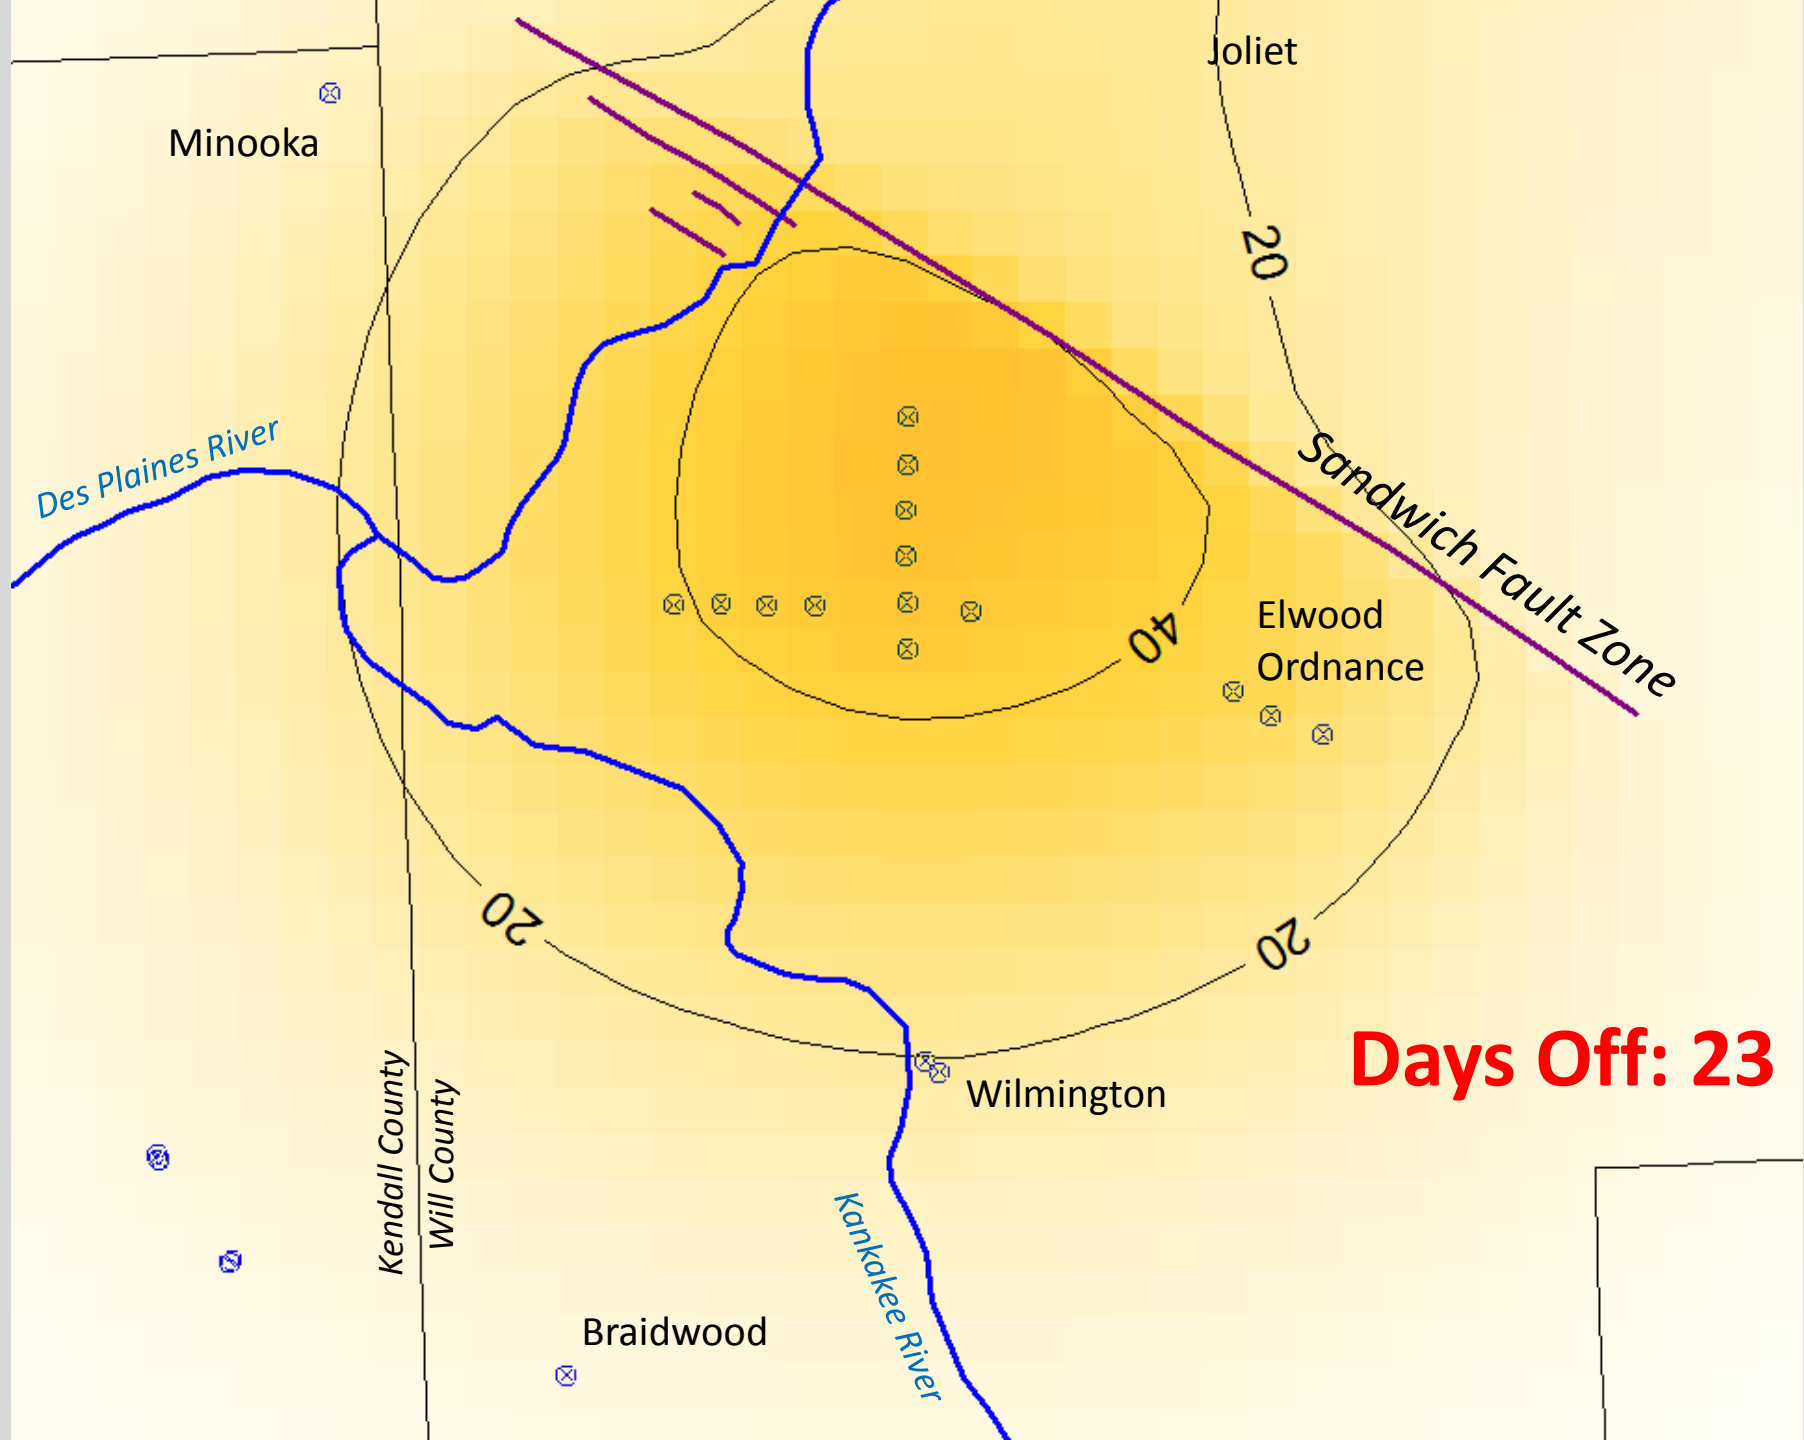 Joliet
Minooka
20
Des Plaines River
Sandwich Fault Zone
Elwood
Ordnance
40
20
20
Days Off: 23
Wilmington
Kendall County
Will County
Kankakee River
Braidwood